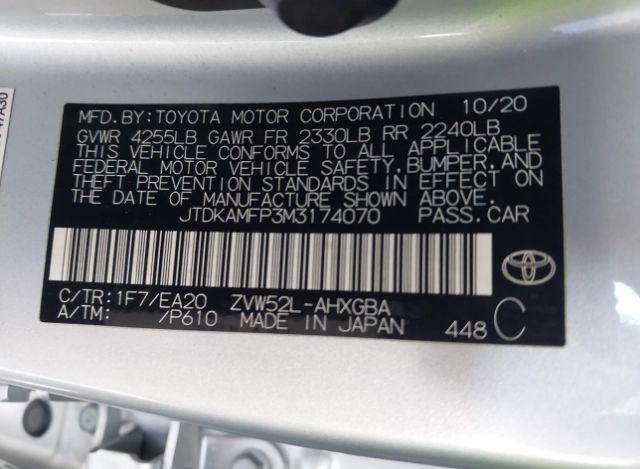 MFD. BY: TOYOTA MOTOR CORPORATION 10/20
GVWR 4255LB GAWR FR 2330LB RR 2240LB
THIS VEHICLE CONFORMS TO ALL APPLICABLE
FEDERAL MOTOR VEHICLE SAFETY, BUMPER, AND
THEFT PREVENTION STANDARDS IN EFFECT ON
THE DATE OF MANUFACTURE SHOWN ABOVE.
JTDKAMFP3M3174070 PASS. CAR
C/TR: 1F7/EA20 ZVW52L-AHXGBA
A/TM: /P610 MADE IN JAPAN 448 C